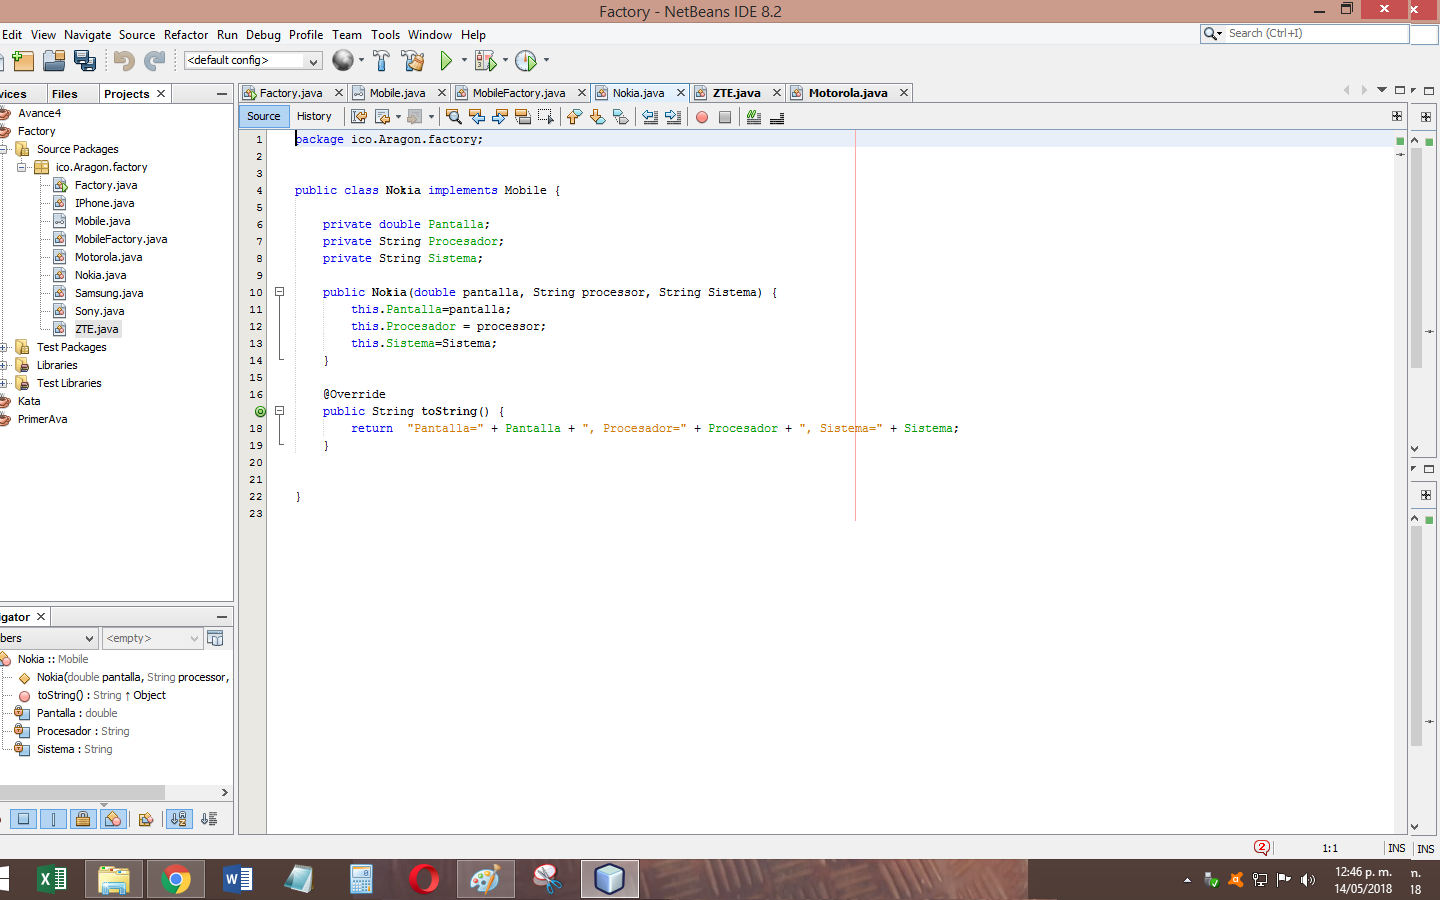 Factory - NetBeans IDE 8.2
Edit View Navigate Source Refactor Run Debug Profile Team Tools Window Help
Search (Ctrl+I)
<default config>
vices Files Projects
Factory.java Mobile.java MobileFactory.java Nokia.java ZTE.java Motorola.java
Source History
Avance4
Factory
Source Packages
ico.Aragon.factory
Factory.java
IPhone.java
Mobile.java
MobileFactory.java
Motorola.java
Nokia.java
Samsung.java
Sony.java
ZTE.java
Test Packages
Libraries
Test Libraries
Kata
PrimerAva
1 package ico.Aragon.factory;
2
3
4 public class Nokia implements Mobile {
5
6 private double Pantalla;
7 private String Procesador;
8 private String Sistema;
9
10 public Nokia(double pantalla, String processor, String Sistema) {
11 this.Pantalla=pantalla;
12 this.Procesador = processor;
13 this.Sistema=Sistema;
14 }
15
16 @Override
public String toString() {
18 return "Pantalla=" + Pantalla + ", Procesador=" + Procesador + ", Sistema=" + Sistema;
19 }
20
21
22 }
23
igator
bers <empty>
Nokia :: Mobile
Nokia(double pantalla, String processor,
toString() : String ↑ Object
Pantalla : double
Procesador : String
Sistema : String
2 1:1 INS INS
12:46 p. m. m.
14/05/2018 18